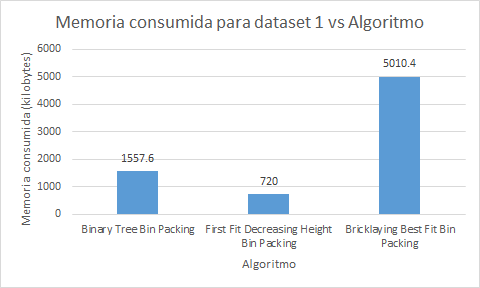 Memoria consumida para dataset 1 vs Algoritmo
Memoria consumida (kilobytes)
6000
5000
4000
3000
2000
1000
0
1557.6
720
5010.4
Binary Tree Bin Packing
First Fit Decreasing Height
Bin Packing
Bricklaying Best Fit Bin
Packing
Algoritmo